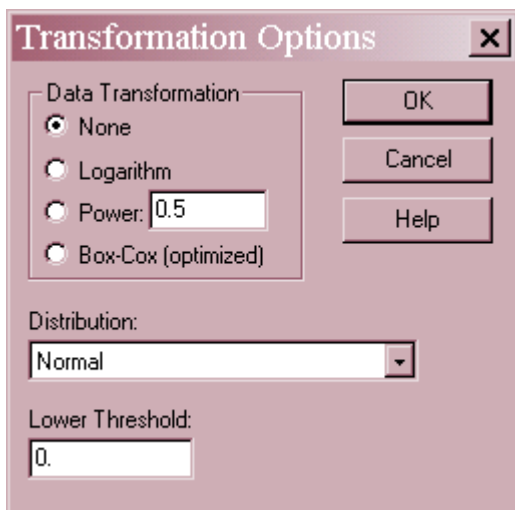 Transformation Options
Data Transformation
None
Logarithm
Power: 0.5
Box-Cox (optimized)
OK
Cancel
Help
Distribution:
Normal
Lower Threshold:
0.